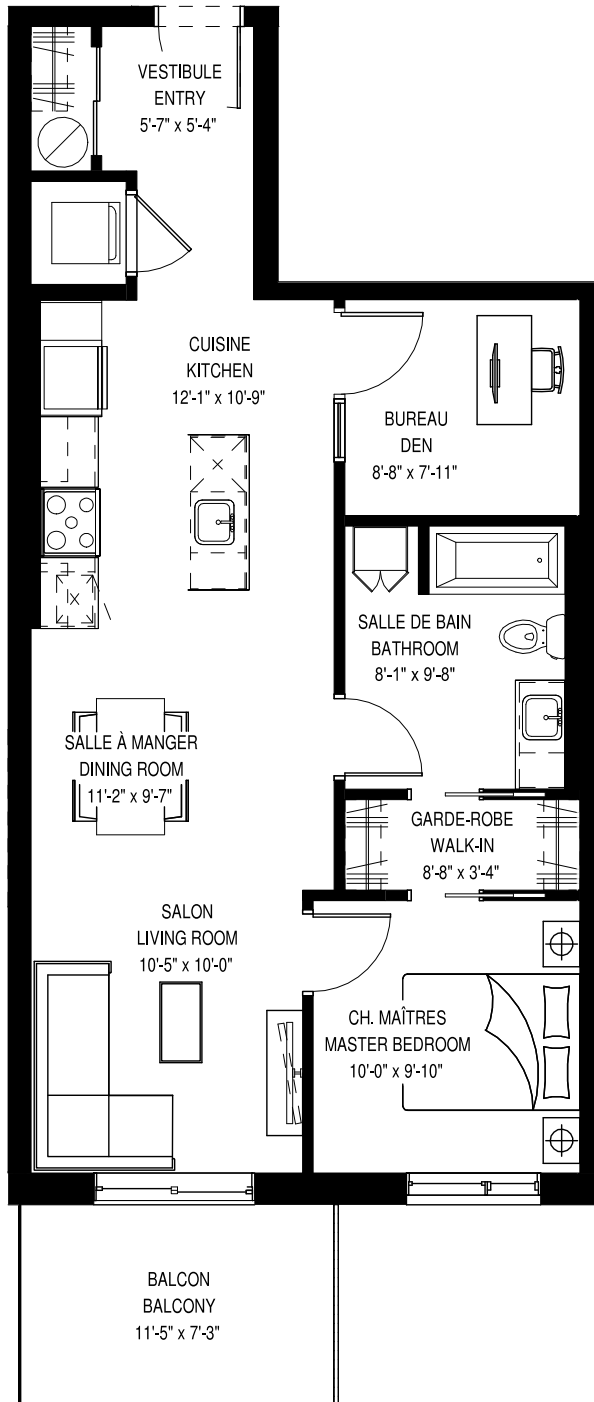 VESTIBULE
ENTRY
5'-7" x 5'-4"
CUISINE
KITCHEN
12'-1" x 10'-9"
BUREAU
DEN
8'-8" x 7'-11"
SALLE DE BAIN
BATHROOM
8'-1" x 9'-8"
SALLE À MANGER
DINING ROOM
11'-2" x 9'-7"
GARDE-ROBE
WALK-IN
8'-8" x 3'-4"
SALON
LIVING ROOM
10'-5" x 10'-0"
CH. MAÎTRES
MASTER BEDROOM
10'-0" x 9'-10"
BALCON
BALCONY
11'-5" x 7'-3"